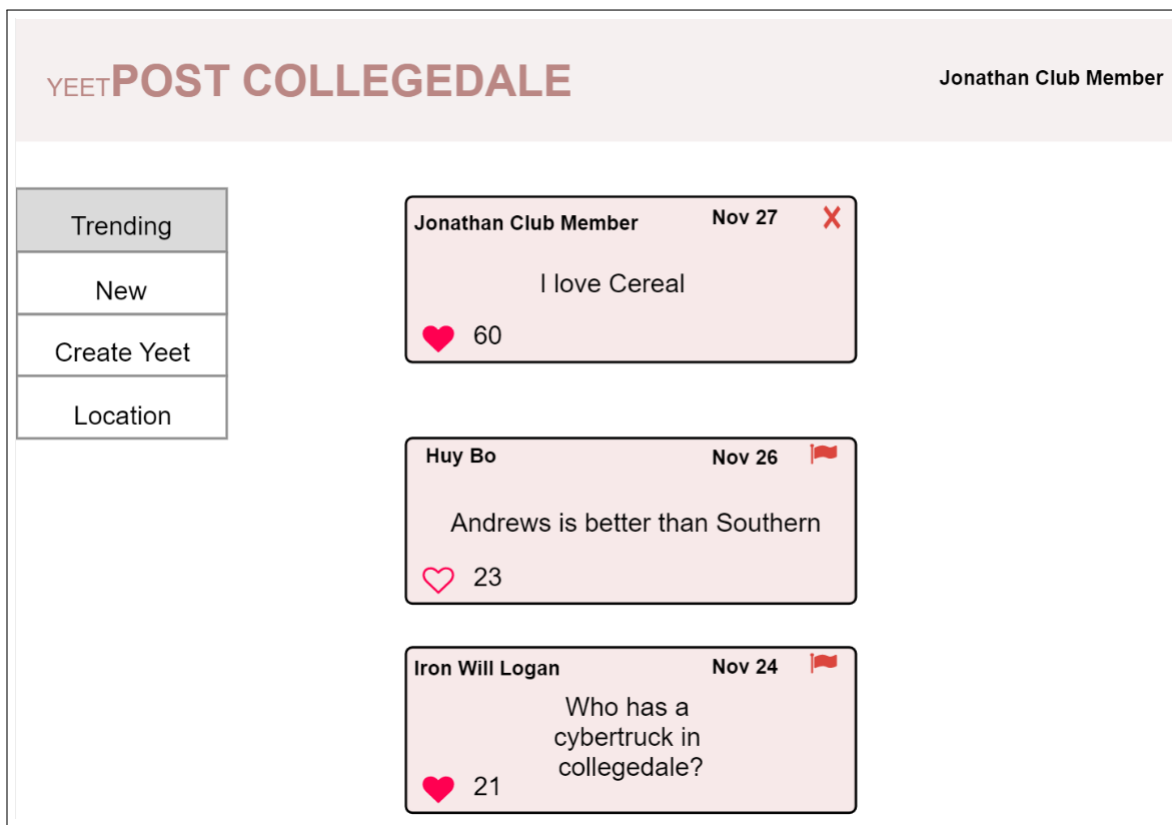 YEETPOST COLLEGEDALE
Jonathan Club Member
Trending
New
Create Yeet
Location
Jonathan Club Member Nov 27
I love Cereal
60
Huy Bo Nov 26
Andrews is better than Southern
23
Iron Will Logan Nov 24
Who has a
cybertruck in
collegedale?
21